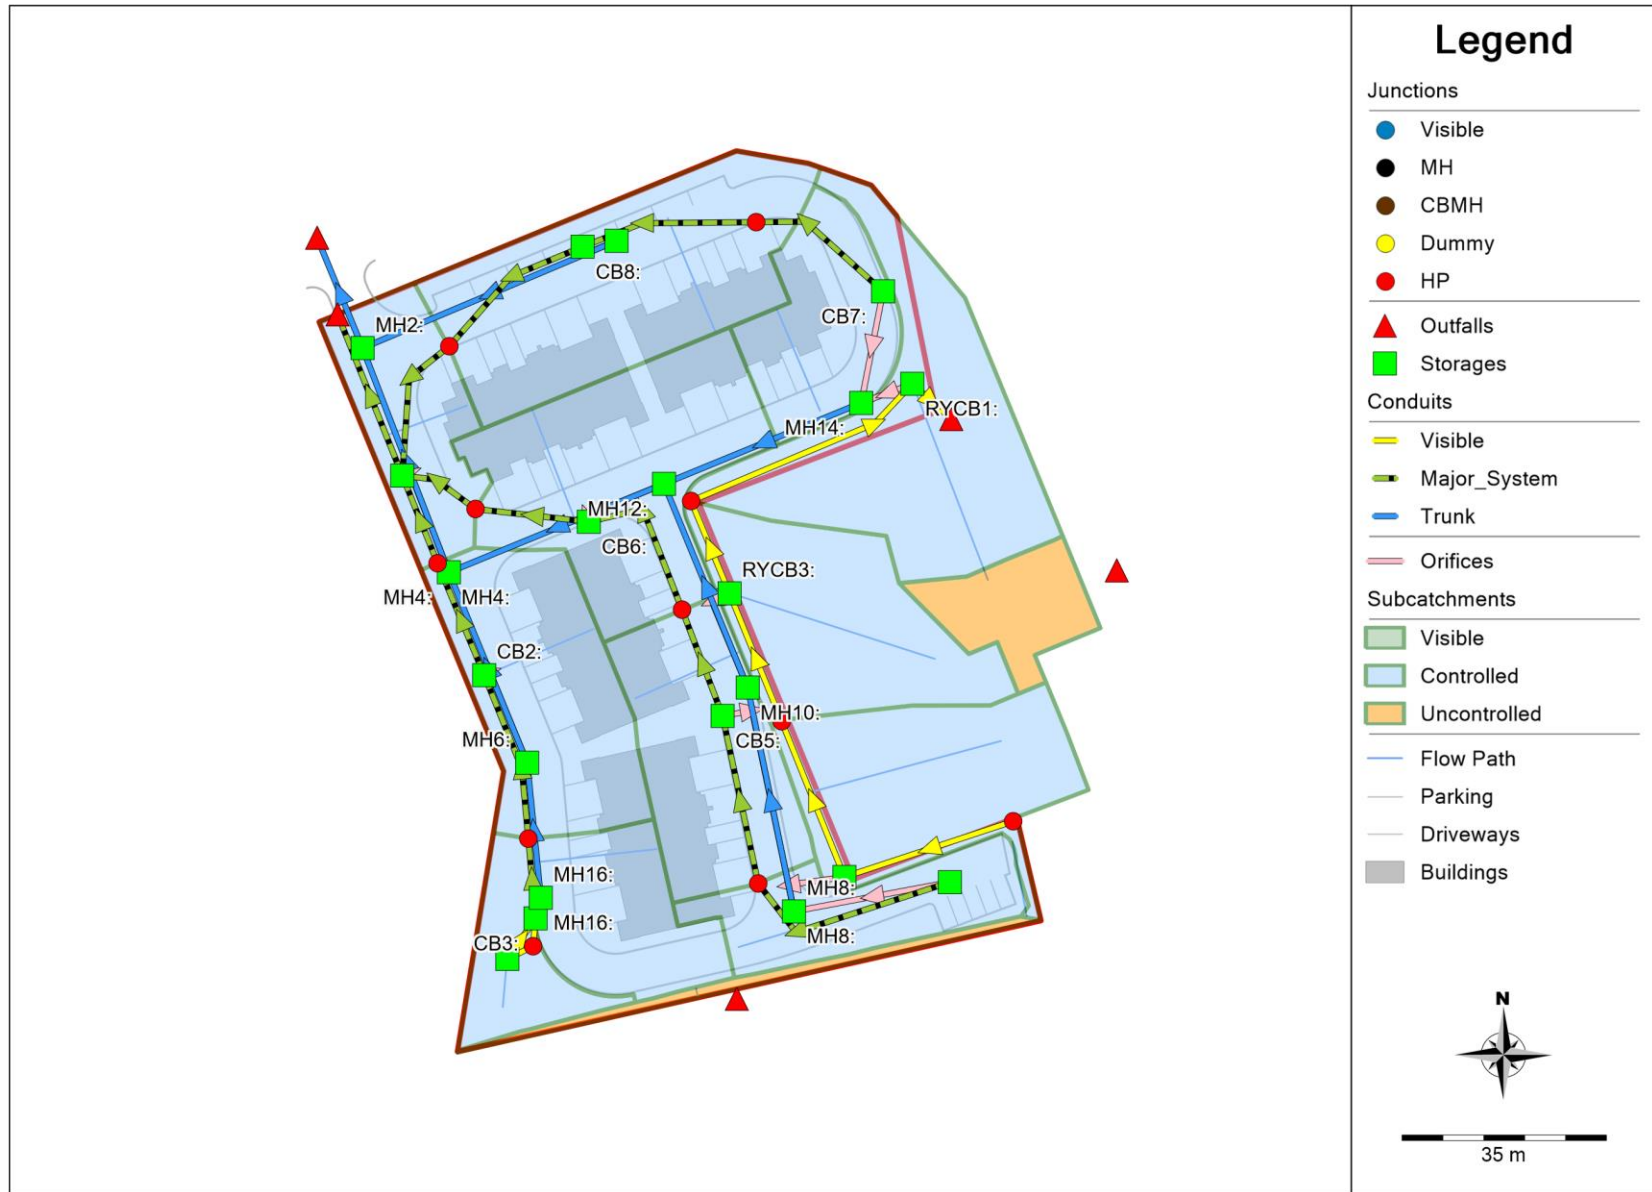 Legend
Junctions
Visible
MH
CBMH
Dummy
HP
Outfalls
Storages
Conduits
Visible
Major_System
Trunk
Orifices
Subcatchments
Visible
Controlled
Uncontrolled
Flow Path
Parking
Driveways
Buildings
N
35 m
CB8:
MH2:
CB7:
RYCB1:
MH14:
MH12:
CB6:
RYCB3:
MH4: MH4:
CB2:
MH10:
MH6:
CB5:
MH16:
MH8:
MH16:
MH8:
CB3: